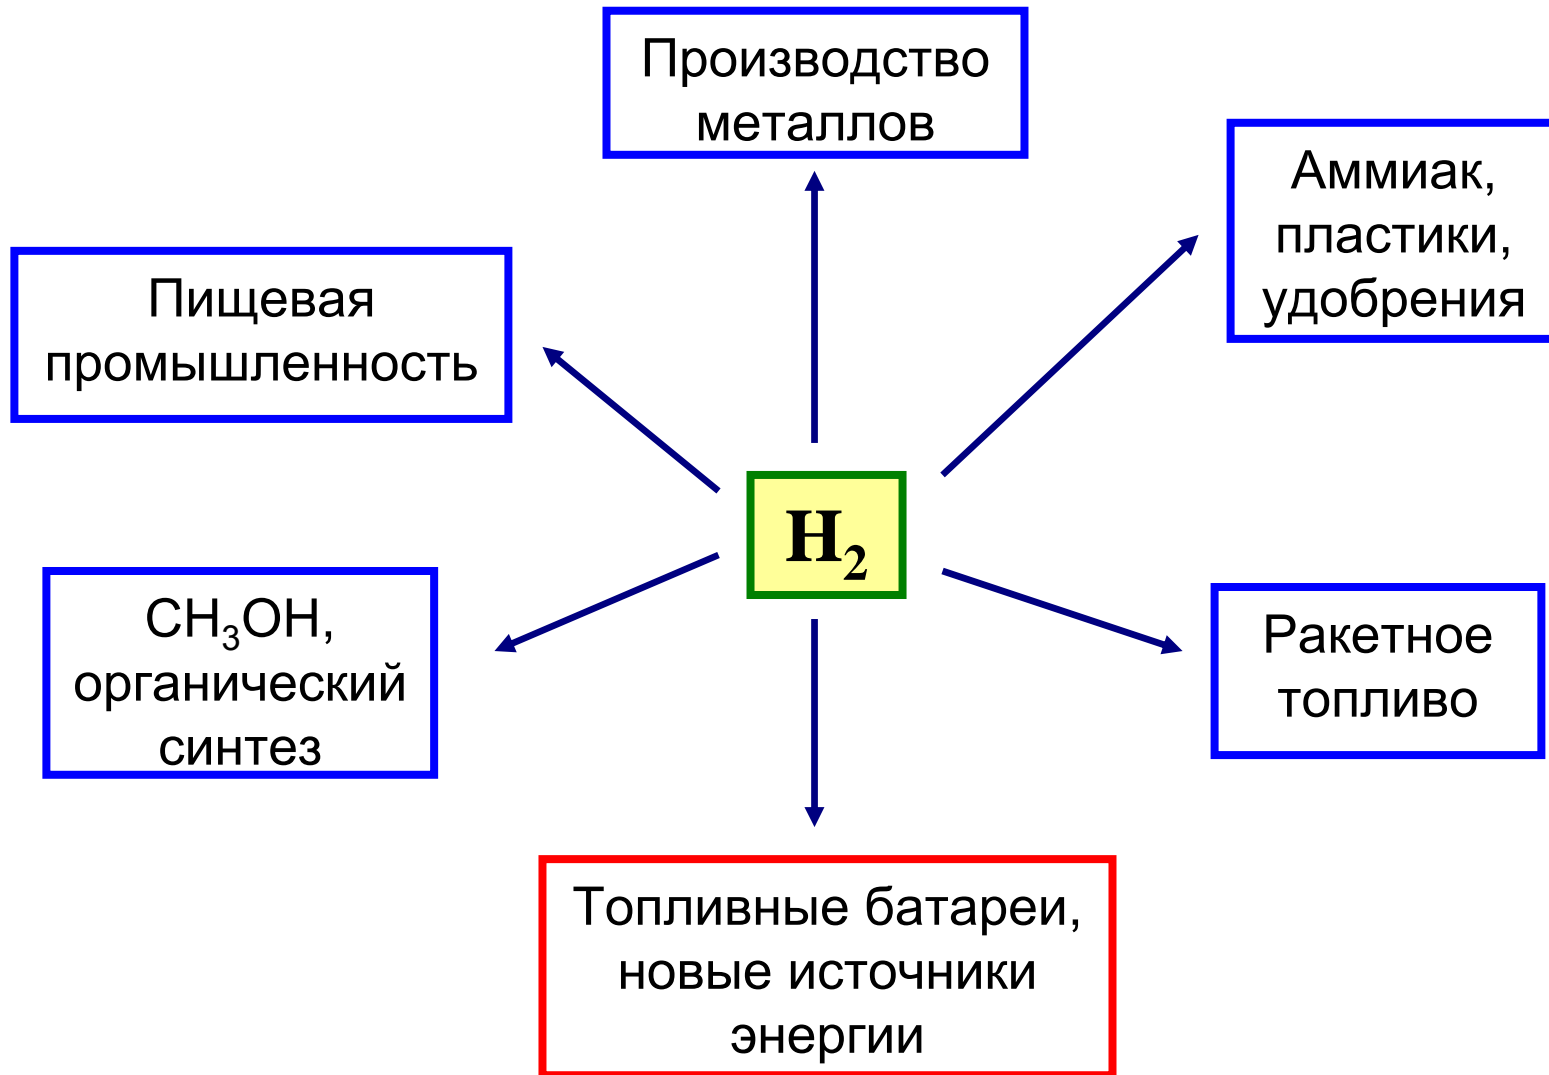 Производство
металлов
Аммиак,
пластики,
удобрения
Пищевая
промышленность
H₂
CH₃OH,
органический
синтез
Ракетное
топливо
Топливные батареи,
новые источники
энергии